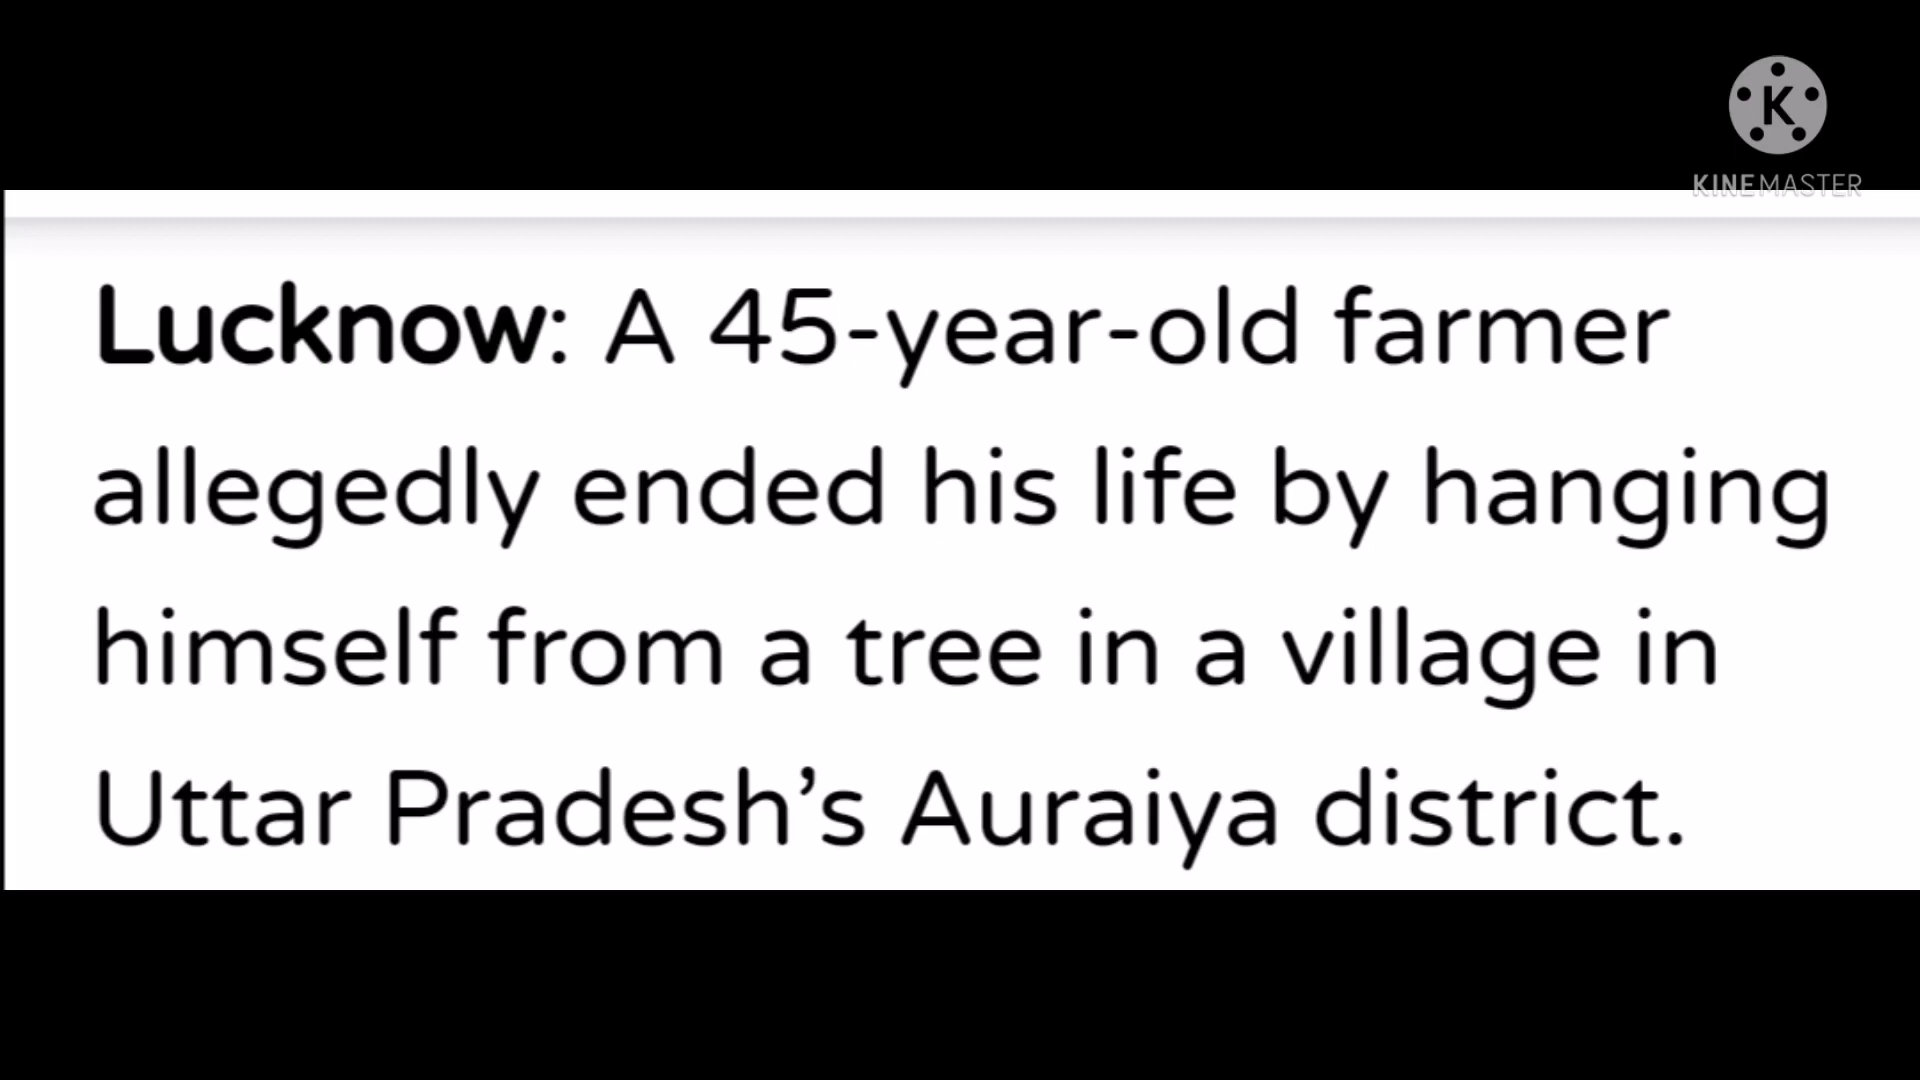 K
KINEMASTER
Lucknow: A 45-year-old farmer
allegedly ended his life by hanging
himself from a tree in a village in
Uttar Pradesh’s Auraiya district.